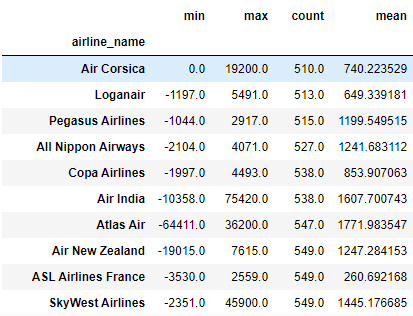 min max count mean
airline_name
Air Corsica 0.0 19200.0 510.0 740.223529
Loganair -1197.0 5491.0 513.0 649.339181
Pegasus Airlines -1044.0 2917.0 515.0 1199.549515
All Nippon Airways -2104.0 4071.0 527.0 1241.683112
Copa Airlines -1997.0 4493.0 538.0 853.907063
Air India -10358.0 75420.0 538.0 1607.700743
Atlas Air -64411.0 36200.0 547.0 1771.983547
Air New Zealand -19015.0 7615.0 549.0 1247.284153
ASL Airlines France -3530.0 2559.0 549.0 260.692168
SkyWest Airlines -2351.0 45900.0 549.0 1445.176685